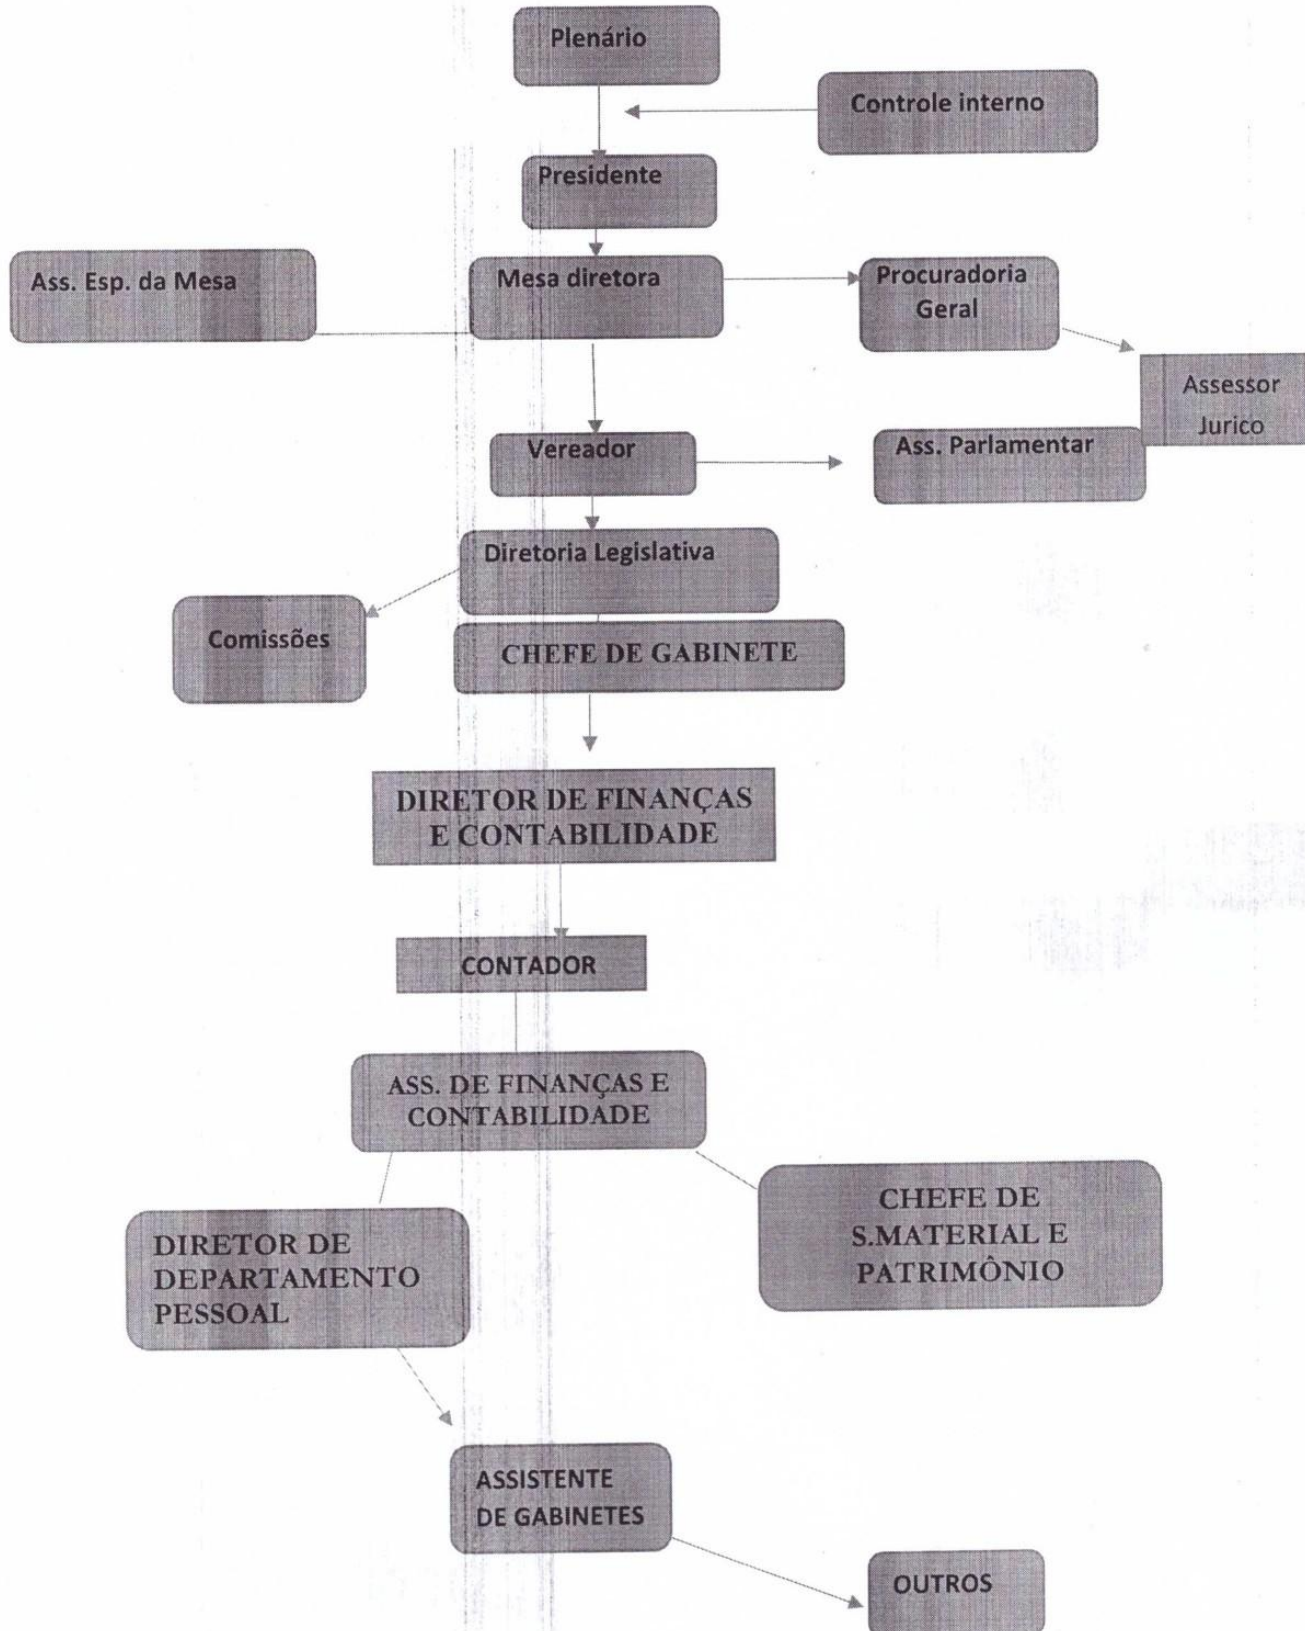 Plenário
Controle interno
Presidente
Ass. Esp. da Mesa
Mesa diretora
Procuradoria
Geral
Assessor
Jurico
Vereador
Ass. Parlamentar
Diretoria Legislativa
Comissões
CHEFE DE GABINETE
DIRETOR DE FINANÇAS
E CONTABILIDADE
CONTADOR
ASS. DE FINANÇAS E
CONTABILIDADE
DIRETOR DE
DEPARTAMENTO
PESSOAL
CHEFE DE
S.MATERIAL E
PATRIMÔNIO
ASSISTENTE
DE GABINETES
OUTROS